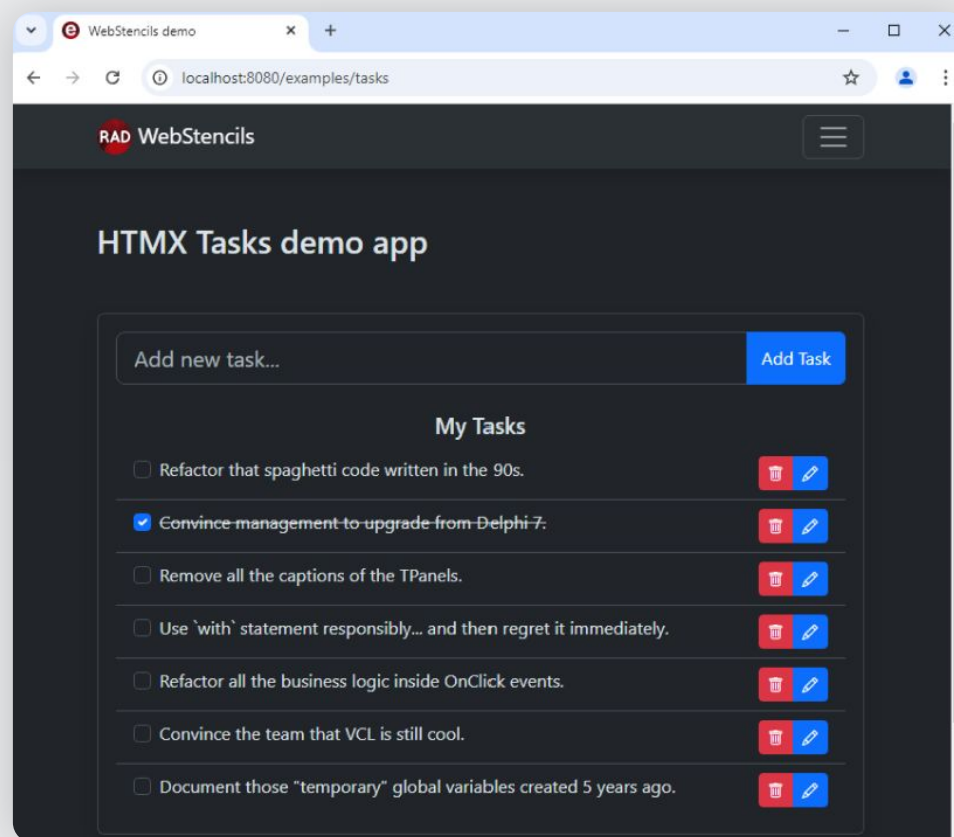 WebStencils demo
localhost:8080/examples/tasks
RAD WebStencils
HTMX Tasks demo app
Add new task...
Add Task
My Tasks
Refactor that spaghetti code written in the 90s.
Convince management to upgrade from Delphi 7.
Remove all the captions of the TPanels.
Use `with` statement responsibly... and then regret it immediately.
Refactor all the business logic inside OnClick events.
Convince the team that VCL is still cool.
Document those "temporary" global variables created 5 years ago.